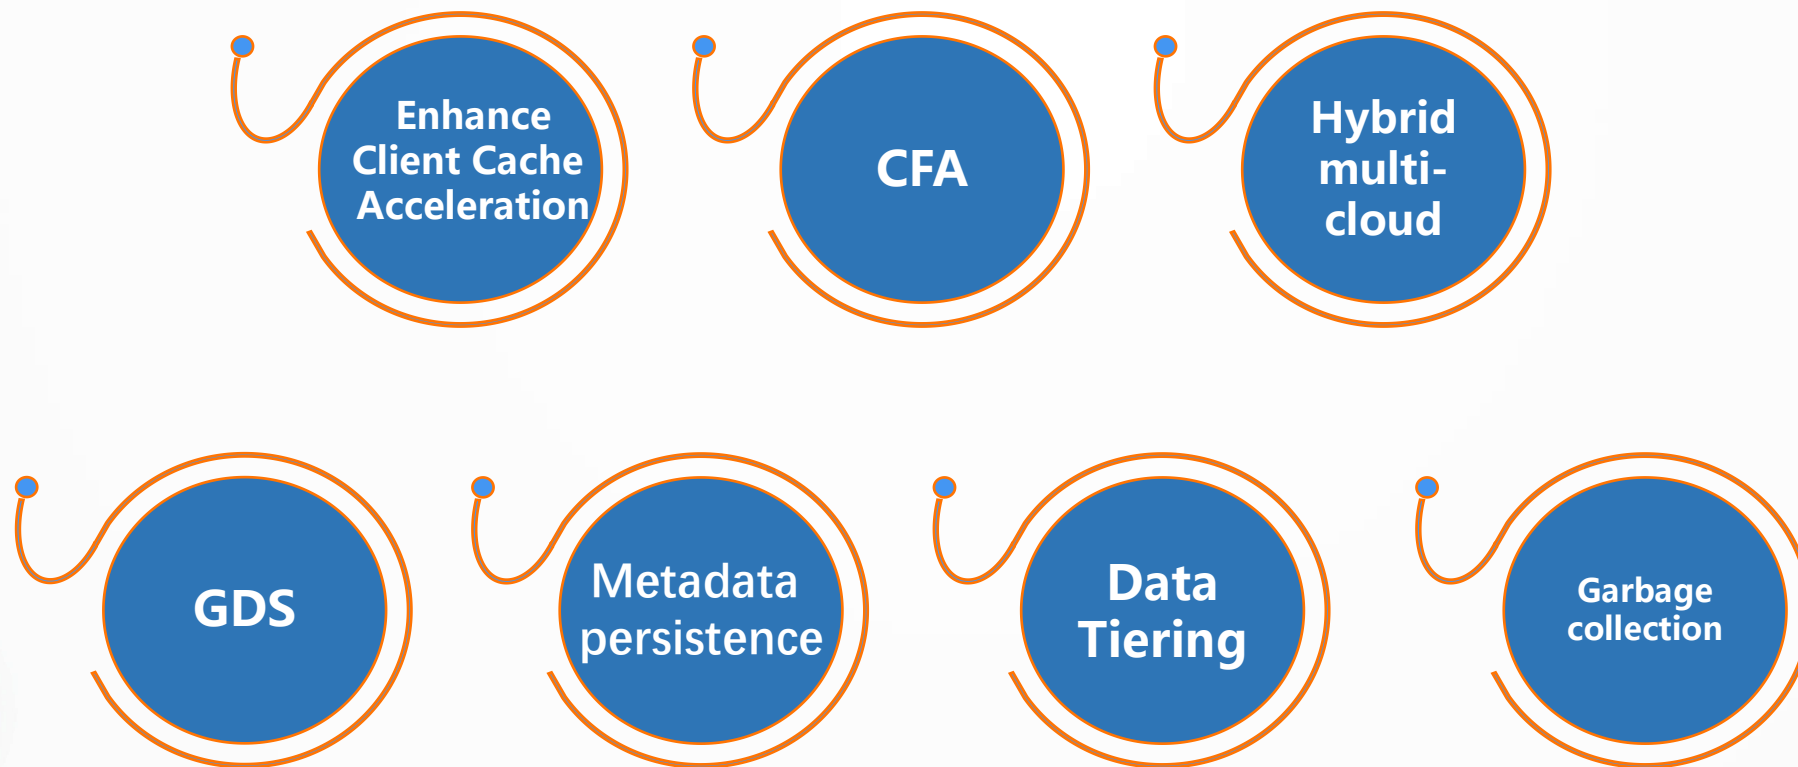 Enhance
Client Cache
Acceleration
CFA
Hybrid
multi-
cloud
GDS
Metadata
persistence
Data
Tiering
Garbage
collection